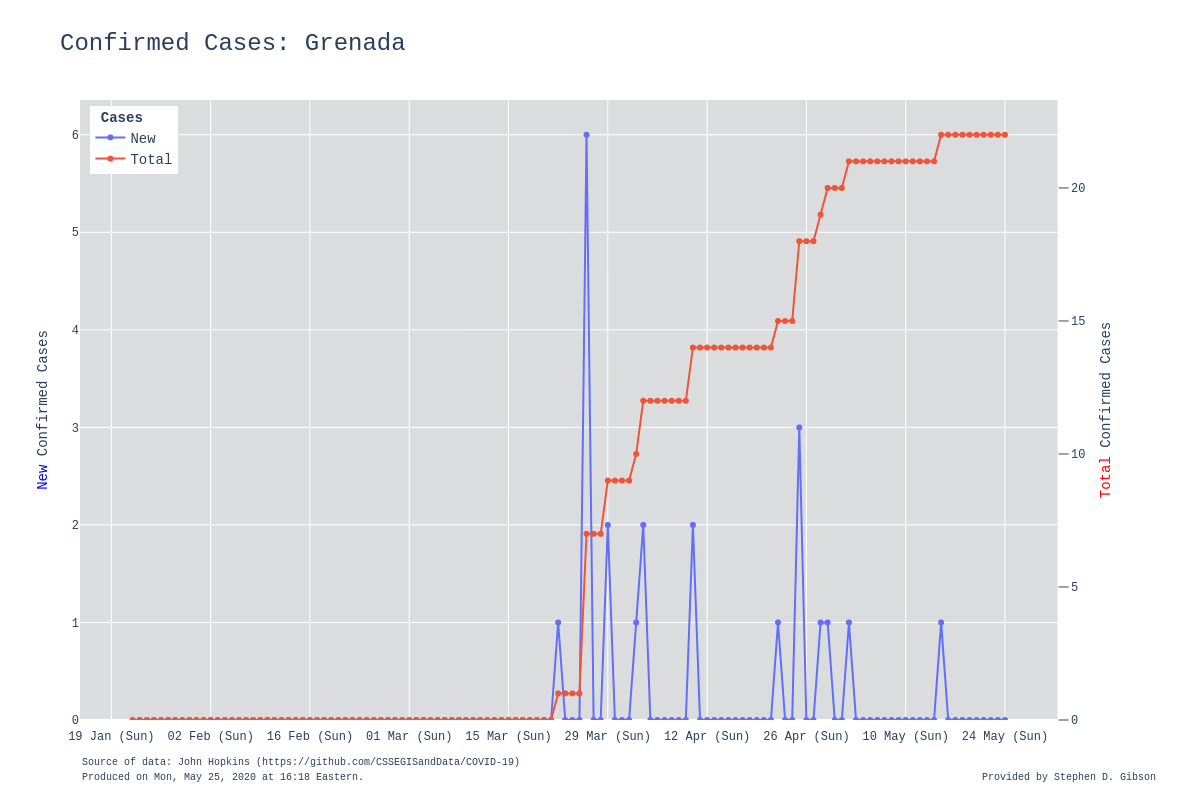 Confirmed Cases: Grenada
Cases
New
Total
6
5
4
3
2
1
0
New Confirmed Cases
20
15
10
5
0
Total Confirmed Cases
19 Jan (Sun) 02 Feb (Sun) 16 Feb (Sun) 01 Mar (Sun) 15 Mar (Sun) 29 Mar (Sun) 12 Apr (Sun) 26 Apr (Sun) 10 May (Sun) 24 May (Sun)
Source of data: John Hopkins (https://github.com/CSSEGISandData/COVID-19)
Produced on Mon, May 25, 2020 at 16:18 Eastern.
Provided by Stephen D. Gibson